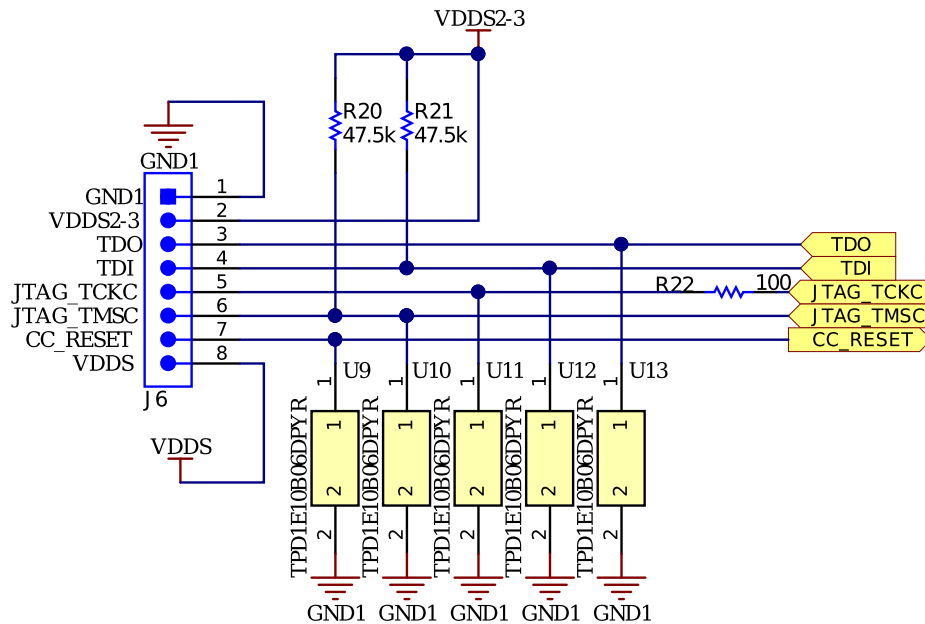 VDDS2-3
R20
47.5k
R21
47.5k
GND1
GND1 1
VDDS2-3 2
TDO 3 TDO
TDI 4 TDI
JTAG_TCKC 5 R22 100 JTAG_TCKC
JTAG_TMSC 6 JTAG_TMSC
CC_RESET 7 CC_RESET
VDDS 8
J6
VDDS
U9 U10 U11 U12 U13
1 1 1 1 1
TPD1E10B06DPYR TPD1E10B06DPYR TPD1E10B06DPYR TPD1E10B06DPYR TPD1E10B06DPYR
1 1 1 1 1
2 2 2 2 2
2 2 2 2 2
GND1 GND1 GND1 GND1 GND1